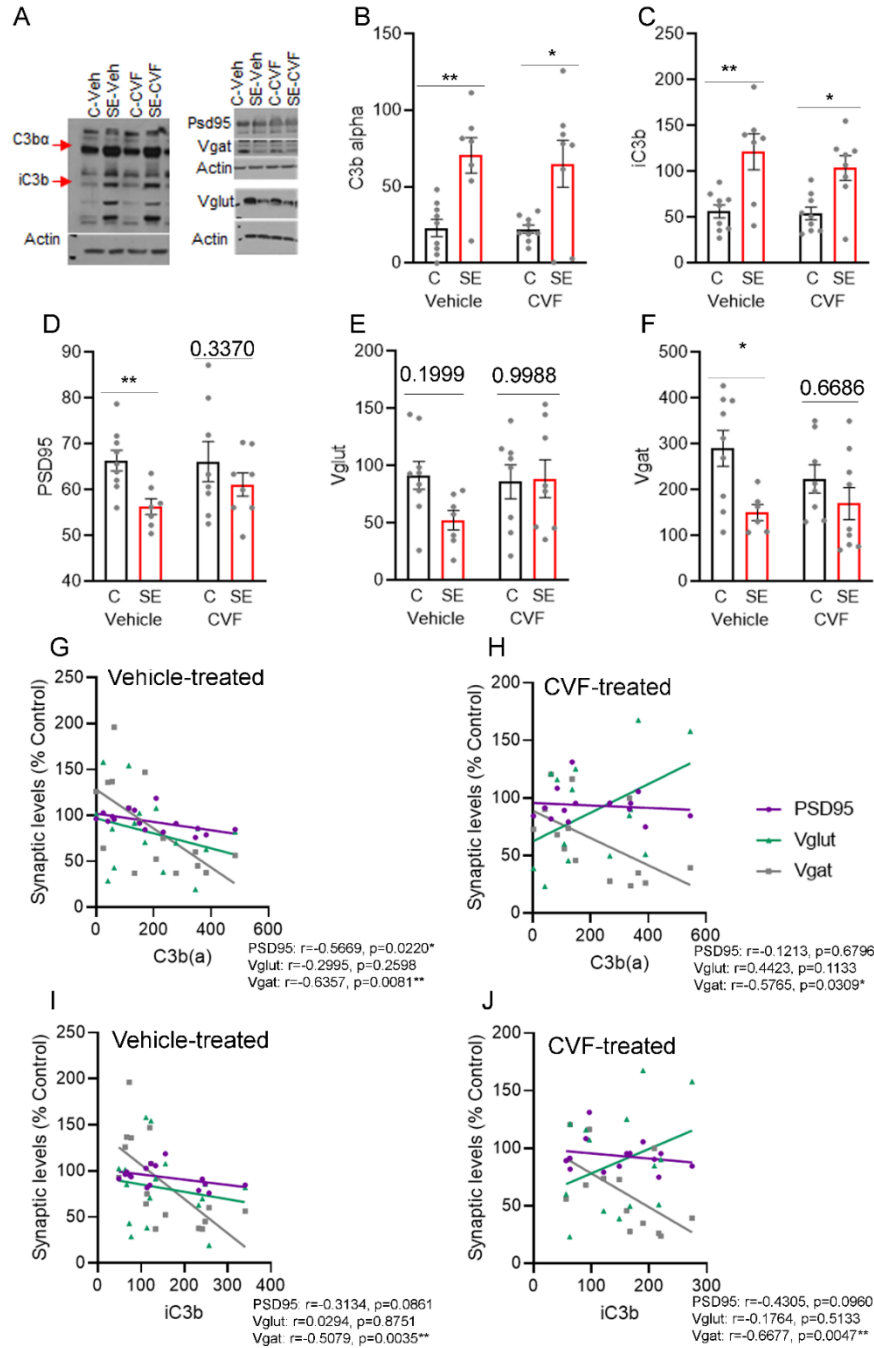 A
C-Veh
SE-Veh
C-CVF
SE-CVF
C3bα
iC3b
Actin
C-Veh
SE-Veh
C-CVF
SE-CVF
Psd95
Vgat
Actin
Vglut
Actin
B
C3b alpha
150
100
50
0
**
*
C SE C SE
Vehicle CVF
C
iC3b
250
200
150
100
50
0
**
*
C SE C SE
Vehicle CVF
D
PSD95
90
80
70
60
50
40
**
0.3370
C SE C SE
Vehicle CVF
E
Vglut
200
150
100
50
0
0.1999
0.9988
C SE C SE
Vehicle CVF
F
Vgat
500
400
300
200
100
0
*
0.6686
C SE C SE
Vehicle CVF
G
Vehicle-treated
Synaptic levels (% Control)
250
200
150
100
50
0
0 200 400 600
C3b(a)
PSD95: r=-0.5669, p=0.0220*
Vglut: r=-0.2995, p=0.2598
Vgat: r=-0.6357, p=0.0081**
H
CVF-treated
Synaptic levels (% Control)
200
150
100
50
0
0 200 400 600
C3b(a)
PSD95: r=-0.1213, p=0.6796
Vglut: r=0.4423, p=0.1133
Vgat: r=-0.5765, p=0.0309*
PSD95
Vglut
Vgat
I
Vehicle-treated
Synaptic levels (% Control)
250
200
150
100
50
0
0 100 200 300 400
iC3b
PSD95: r=-0.3134, p=0.0861
Vglut: r=0.0294, p=0.8751
Vgat: r=-0.5079, p=0.0035**
J
CVF-treated
Synaptic levels (% Control)
200
150
100
50
0
0 100 200 300
iC3b
PSD95: r=-0.4305, p=0.0960
Vglut: r=-0.1764, p=0.5133
Vgat: r=-0.6677, p=0.0047**